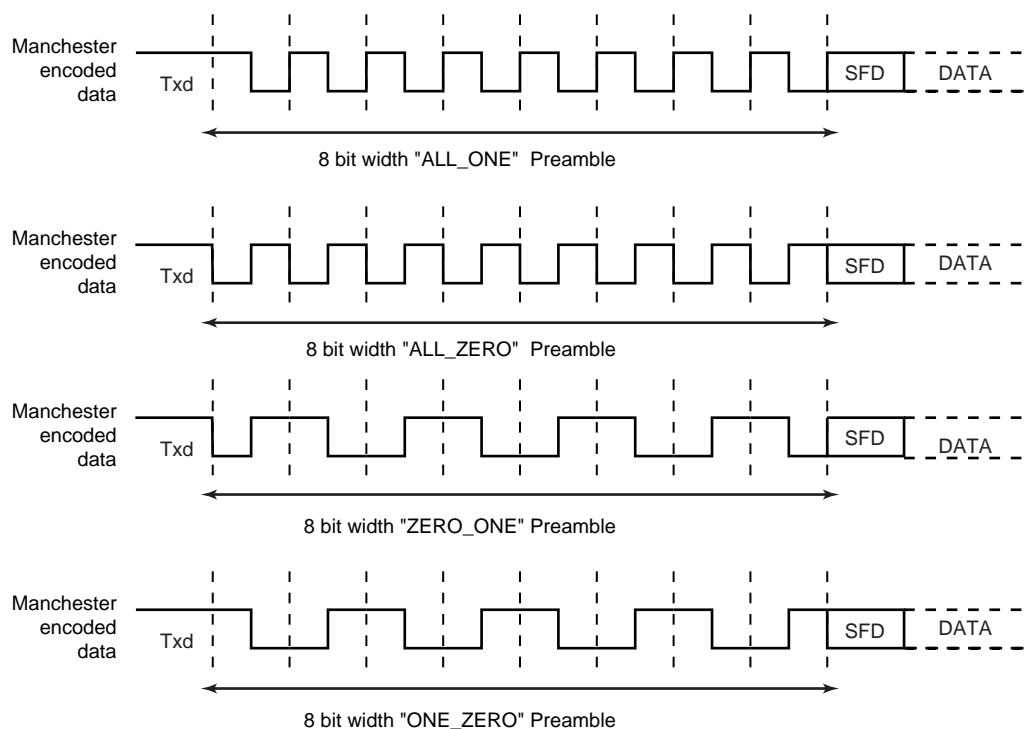 Manchester
encoded
data
Txd
SFD
DATA
8 bit width "ALL_ONE" Preamble
Manchester
encoded
data
Txd
SFD
DATA
8 bit width "ALL_ZERO" Preamble
Manchester
encoded
data
Txd
SFD
DATA
8 bit width "ZERO_ONE" Preamble
Manchester
encoded
data
Txd
SFD
DATA
8 bit width "ONE_ZERO" Preamble